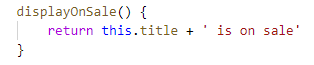 displayOnSale() {
    return this.title + ' is on sale'
}